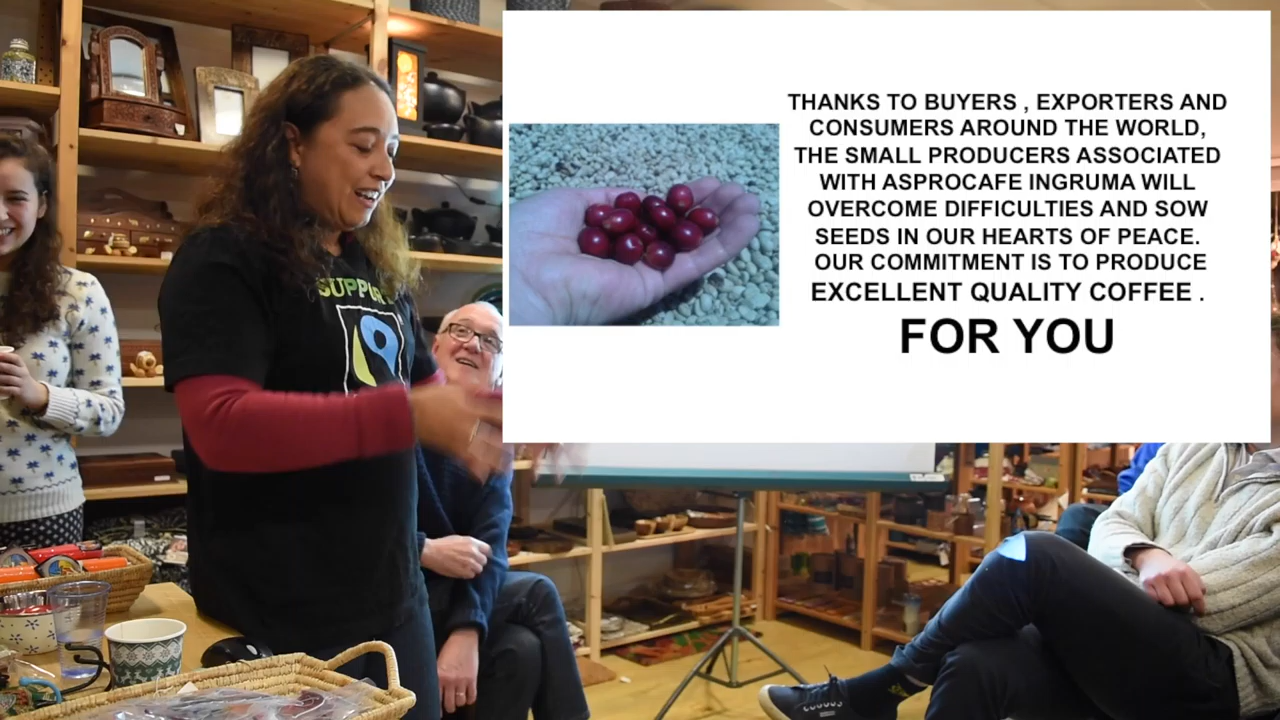 SUPPORT
THANKS TO BUYERS , EXPORTERS AND
CONSUMERS AROUND THE WORLD,
THE SMALL PRODUCERS ASSOCIATED
WITH ASPROCAFE INGRUMA WILL
OVERCOME DIFFICULTIES AND SOW
SEEDS IN OUR HEARTS OF PEACE.
OUR COMMITMENT IS TO PRODUCE
EXCELLENT QUALITY COFFEE .
FOR YOU